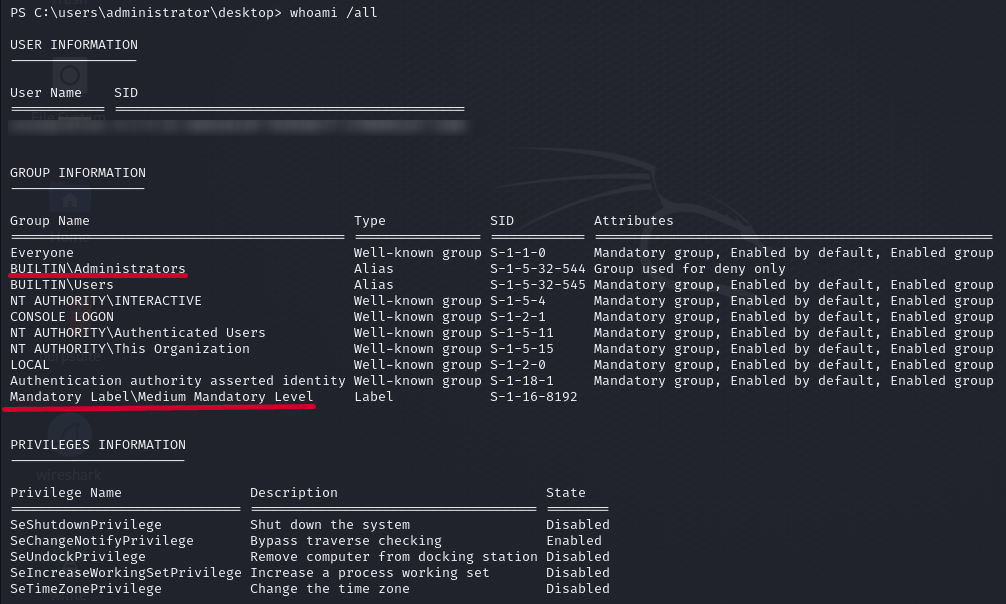 PS C:\users\administrator\desktop> whoami /all
USER INFORMATION
User Name SID
GROUP INFORMATION
Group Name Type SID Attributes
Everyone Well-known group S-1-1-0 Mandatory group, Enabled by default, Enabled group
BUILTIN\Administrators Alias S-1-5-32-544 Group used for deny only
BUILTIN\Users Alias S-1-5-32-545 Mandatory group, Enabled by default, Enabled group
NT AUTHORITY\INTERACTIVE Well-known group S-1-5-4 Mandatory group, Enabled by default, Enabled group
CONSOLE LOGON Well-known group S-1-2-1 Mandatory group, Enabled by default, Enabled group
NT AUTHORITY\Authenticated Users Well-known group S-1-5-11 Mandatory group, Enabled by default, Enabled group
NT AUTHORITY\This Organization Well-known group S-1-5-15 Mandatory group, Enabled by default, Enabled group
LOCAL Well-known group S-1-2-0 Mandatory group, Enabled by default, Enabled group
Authentication authority asserted identity Well-known group S-1-18-1 Mandatory group, Enabled by default, Enabled group
Mandatory Label\Medium Mandatory Level Label S-1-16-8192
PRIVILEGES INFORMATION
wireshark
Privilege Name Description State
SeShutdownPrivilege Shut down the system Disabled
SeChangeNotifyPrivilege Bypass traverse checking Enabled
SeUndockPrivilege Remove computer from docking station Disabled
SeIncreaseWorkingSetPrivilege Increase a process working set Disabled
SeTimeZonePrivilege Change the time zone Disabled